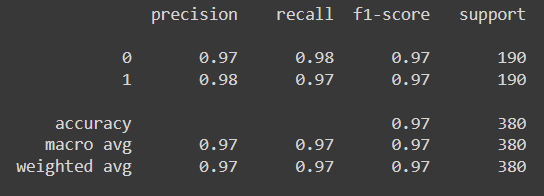 precision recall f1-score support
0 0.97 0.98 0.97 190
1 0.98 0.97 0.97 190
accuracy 0.97 380
macro avg 0.97 0.97 0.97 380
weighted avg 0.97 0.97 0.97 380